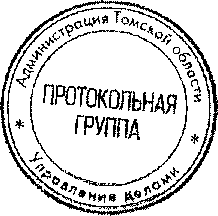 Администрация Томской области
ПРОТОКОЛЬНАЯ
ГРУППА
* Управление делами *